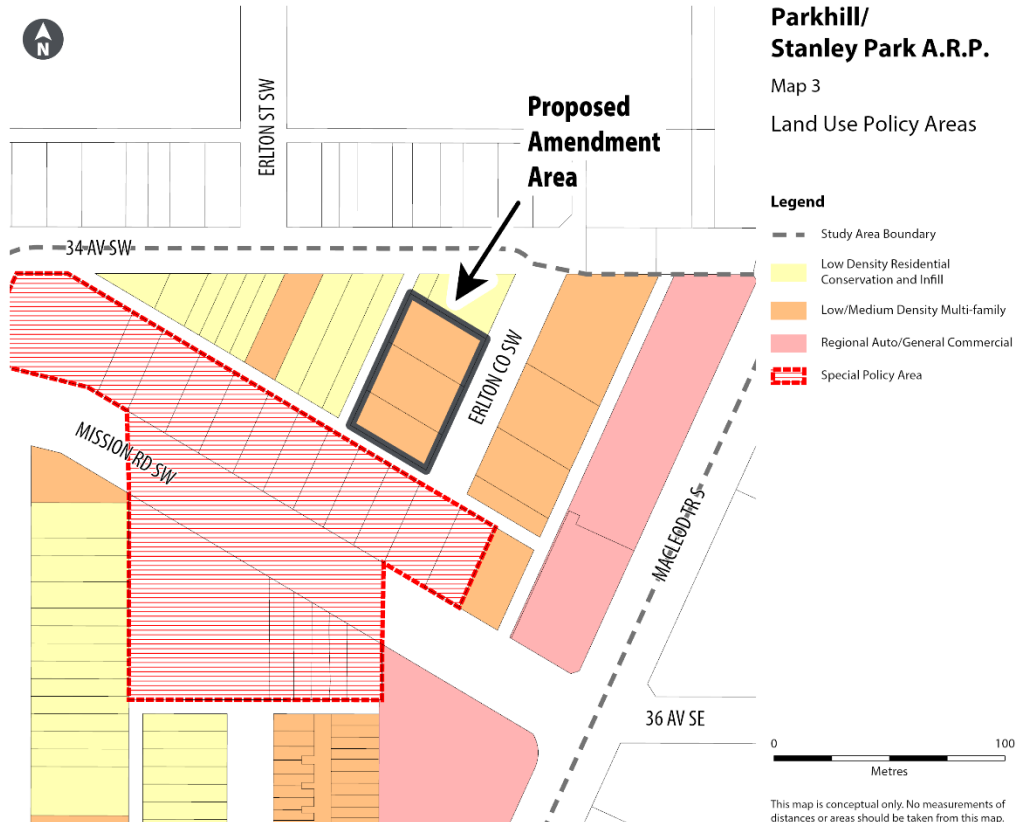 N
ERLTON ST SW
Proposed
Amendment
Area
34 AV SW
ERLTON CO SW
MISSION RD SW
MACLEOD TR S
36 AV SE
Parkhill/
Stanley Park A.R.P.
Map 3
Land Use Policy Areas
Legend
Study Area Boundary
Low Density Residential
Conservation and Infill
Low/Medium Density Multi-family
Regional Auto/General Commercial
Special Policy Area
0 100
Metres
This map is conceptual only. No measurements of
distances or areas should be taken from this map.